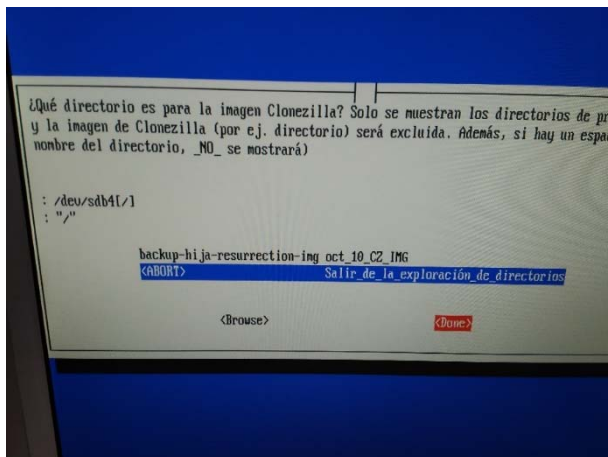 ¿Qué directorio es para la imagen Clonezilla? Solo se muestran los directorios de
y la imagen de Clonezilla (por ej. directorio) será excluida. Además, si hay un
nombre del directorio, _NO_ se mostrará)
: /dev/sdb4[/]
: "/"
backup-hija-resurrection-img oct_10_CZ_IMG
<ABORT> Salir_de_la_exploración_de_directorios
<Browse> <Done>